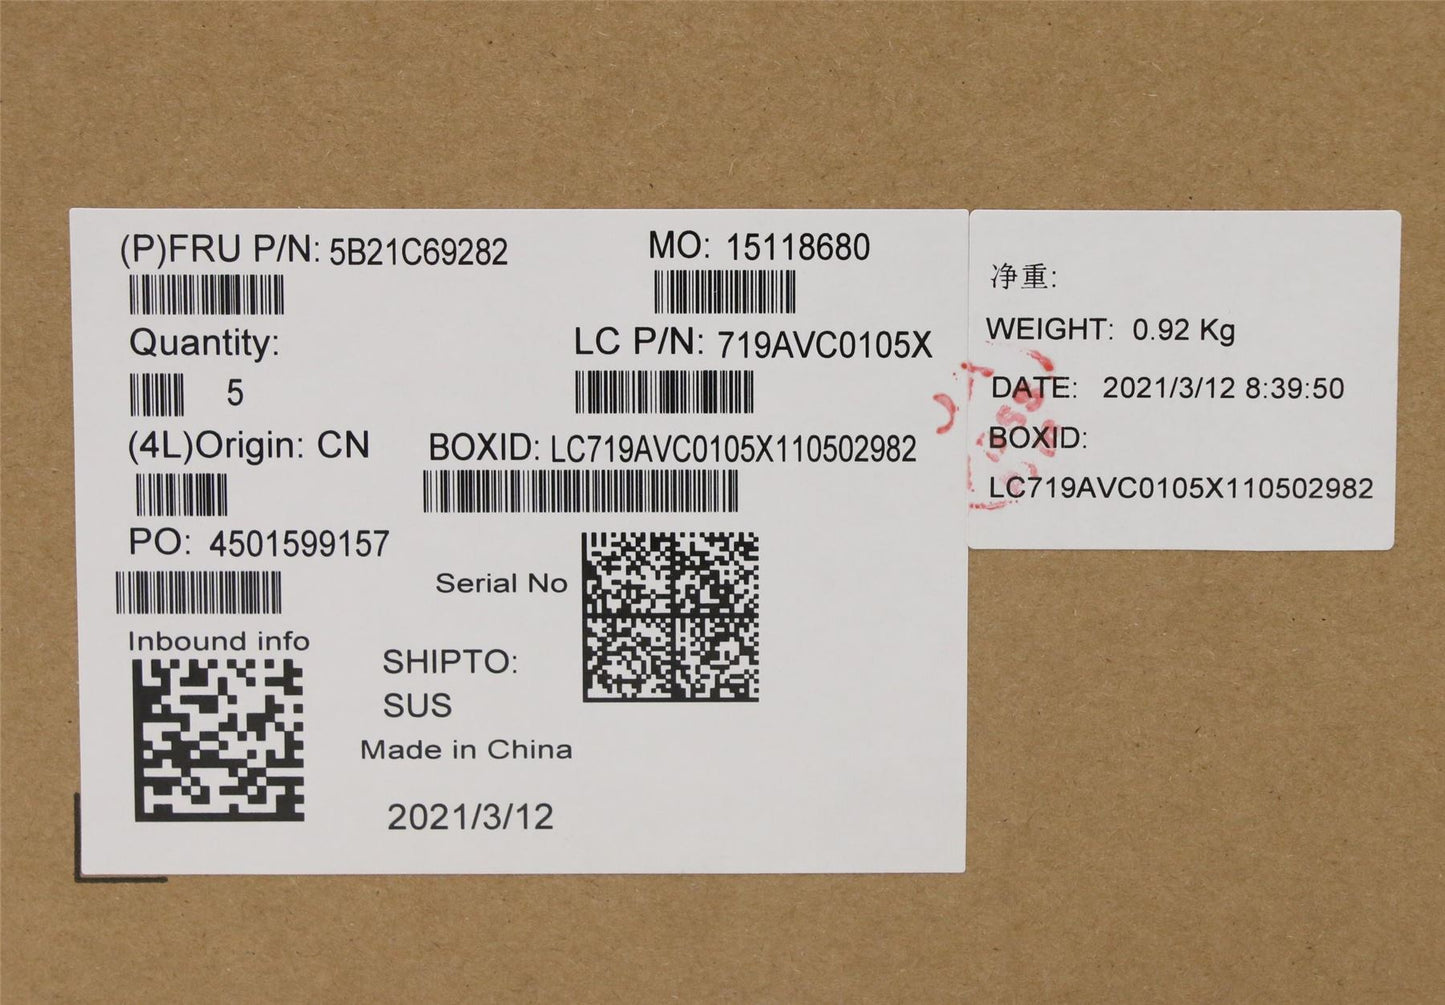 (P)FRU P/N: 5B21C69282
MO: 15118680
Quantity:
5
LC P/N: 719AVC0105X
(4L)Origin: CN
BOXID: LC719AVC0105X110502982
PO: 4501599157
Serial No
Inbound info
SHIPTO:
SUS
Made in China
2021/3/12
净重:
WEIGHT: 0.92 Kg
DATE: 2021/3/12 8:39:50
BOXID:
LC719AVC0105X110502982